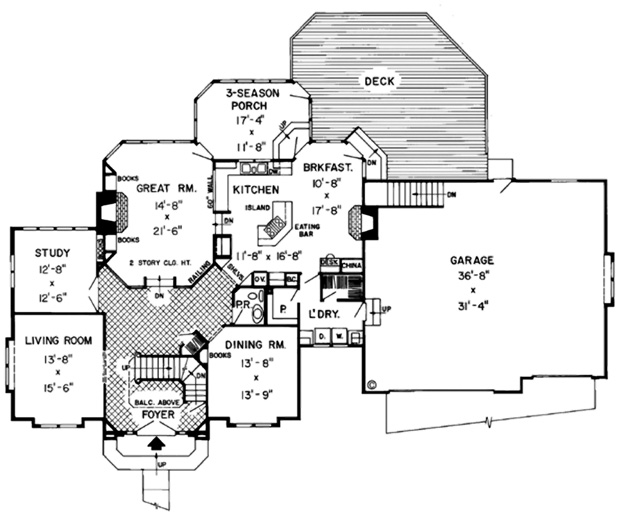 DECK
3-SEASON
PORCH
17'-4"
x
11'-8"
UP
DN
BOOKS
GREAT RM.
14'-8"
x
21'-6"
BOOKS
2 STORY CLG. HT.
DN
60" WALL
DN
RAILING
SHLVS
DW
KITCHEN
ISLAND
EATING
BAR
11'-8" x 16'-8"
BRKFAST.
10'-8"
x
17'-8"
DESK
CHINA
OV.
BC.
DN
GARAGE
36'-8"
x
31'-4"
STUDY
12'-8"
x
12'-6"
P.R.
P.
L'DRY.
D.
W.
UP
LIVING ROOM
13'-8"
x
15'-6"
BOOKS
DINING RM.
13'-8"
x
13'-9"
UP
DN
BALC. ABOVE
FOYER
UP